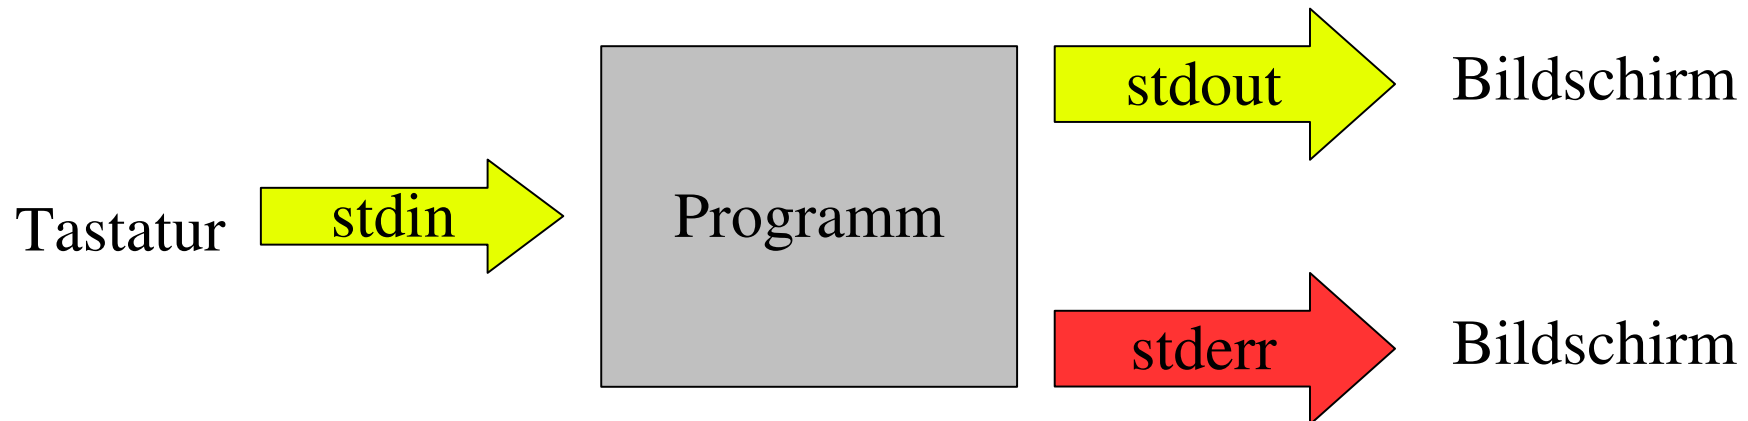 Tastatur
stdin
Programm
stdout
Bildschirm
stderr
Bildschirm